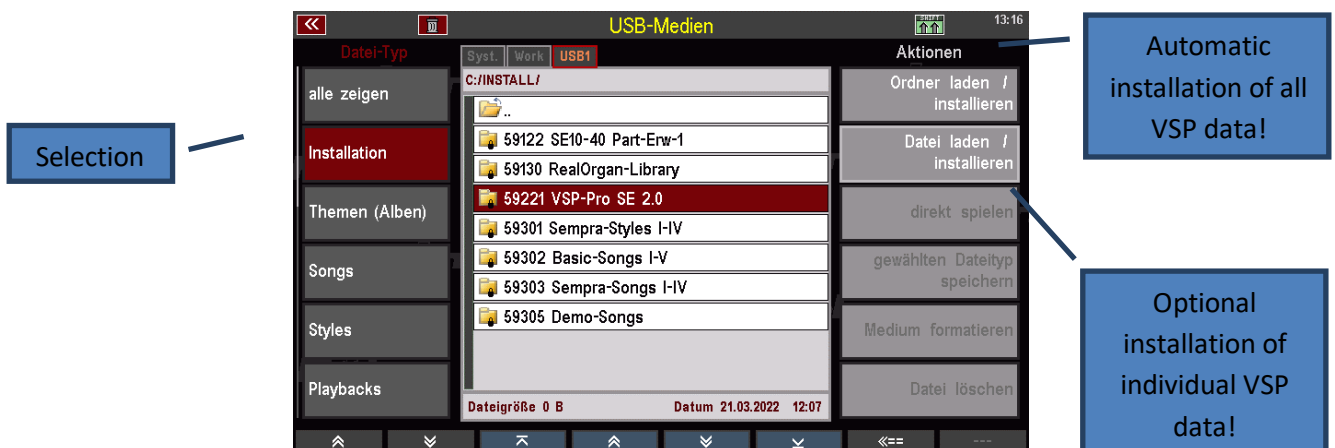 USB-Medien
SHIFT
13:16
Datei-Typ
Syst. Work USB1
Aktionen
C:/INSTALL/
alle zeigen
Installation
Themen (Alben)
Songs
Styles
Playbacks
..
59122 SE10-40 Part-Erw-1
59130 RealOrgan-Library
59221 VSP-Pro SE 2.0
59301 Sempra-Styles I-IV
59302 Basic-Songs I-V
59303 Sempra-Songs I-IV
59305 Demo-Songs
Dateigröße 0 B Datum 21.03.2022 12:07
Ordner laden /
installieren
Datei laden /
installieren
direkt spielen
gewählten Dateityp
speichern
Medium formatieren
Datei löschen
«== ---
Selection
Automatic
installation of all
VSP data!
Optional
installation of
individual VSP
data!